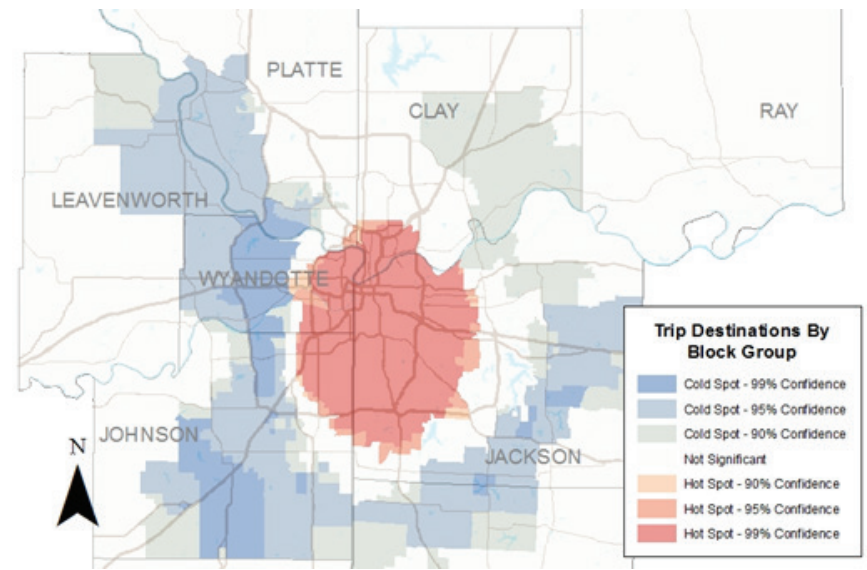 PLATTE
CLAY
RAY
LEAVENWORTH
WYANDOTTE
JOHNSON
JACKSON
N
Trip Destinations By
Block Group
Cold Spot - 99% Confidence
Cold Spot - 95% Confidence
Cold Spot - 90% Confidence
Not Significant
Hot Spot - 90% Confidence
Hot Spot - 95% Confidence
Hot Spot - 99% Confidence